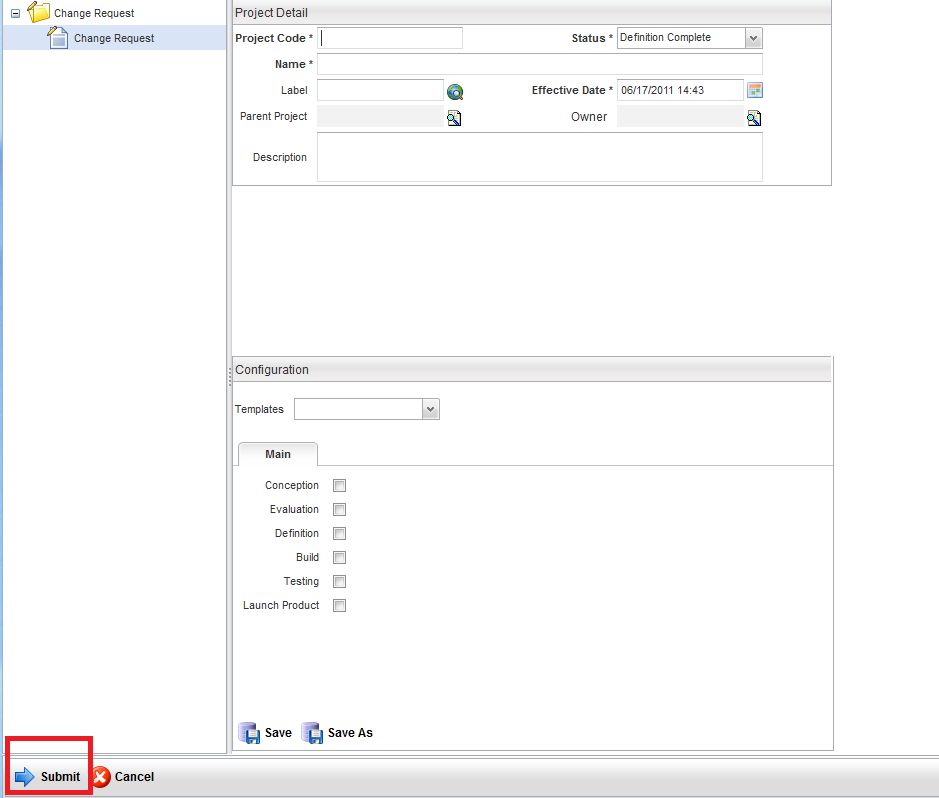 Change Request
Change Request
Project Detail
Project Code * Status * Definition Complete
Name *
Label Effective Date * 06/17/2011 14:43
Parent Project Owner
Description
Configuration
Templates
Main
Conception
Evaluation
Definition
Build
Testing
Launch Product
Save Save As
Submit Cancel